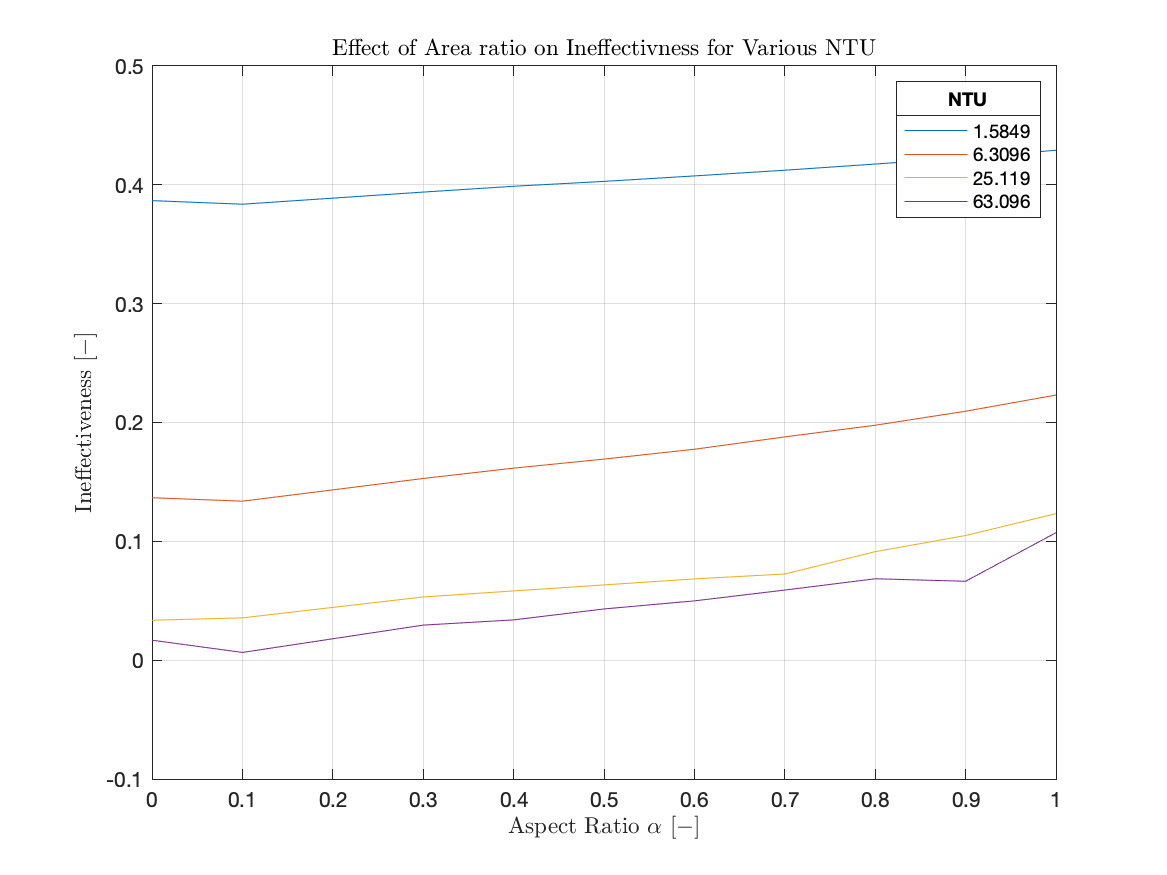 Effect of Area ratio on Ineffectivness for Various NTU
0.5
0.4
0.3
0.2
0.1
0
-0.1
Ineffectiveness [−]
NTU
1.5849
6.3096
25.119
63.096
0 0.1 0.2 0.3 0.4 0.5 0.6 0.7 0.8 0.9 1
Aspect Ratio α [−]